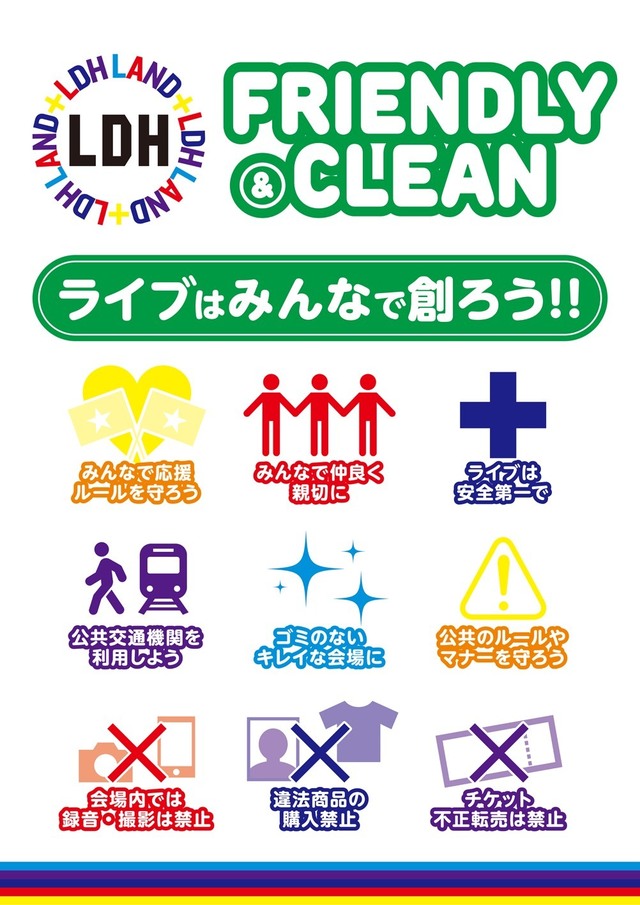 LDH LAND + LDH LAND + LDH LAND + LDH LAND +
LDH
FRIENDLY
& CLEAN
ライブはみんなで創ろう!!
みんなで応援
ルールを守ろう
みんなで仲良く
親切に
ライブは
安全第一で
公共交通機関を
利用しよう
ゴミのない
キレイな会場に
公共のルールや
マナーを守ろう
会場内では
録音・撮影は禁止
違法商品の
購入禁止
チケット
不正転売は禁止